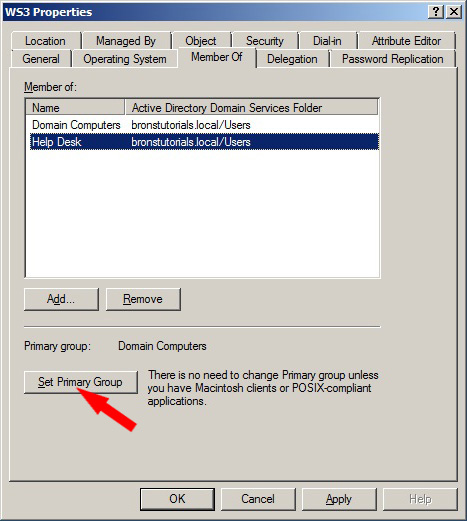 WS3 Properties
Location Managed By Object Security Dial-in Attribute Editor
General Operating System Member Of Delegation Password Replication
Member of:
Name Active Directory Domain Services Folder
Domain Computers bronstutorials.local/Users
Help Desk bronstutorials.local/Users
Add... Remove
Primary group: Domain Computers
Set Primary Group
There is no need to change Primary group unless
you have Macintosh clients or POSIX-compliant
applications.
OK Cancel Apply Help